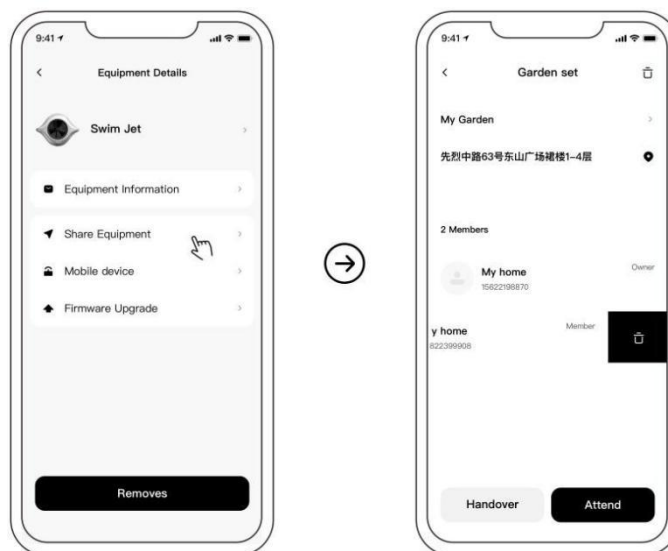 9:41
Equipment Details
Swim Jet
Equipment Information
Share Equipment
Mobile device
Firmware Upgrade
Removes
9:41
Garden set
My Garden
先烈中路63号东山广场裙楼1-4层
2 Members
My home
Owner
15622198870
y home
Member
822399908
Handover
Attend